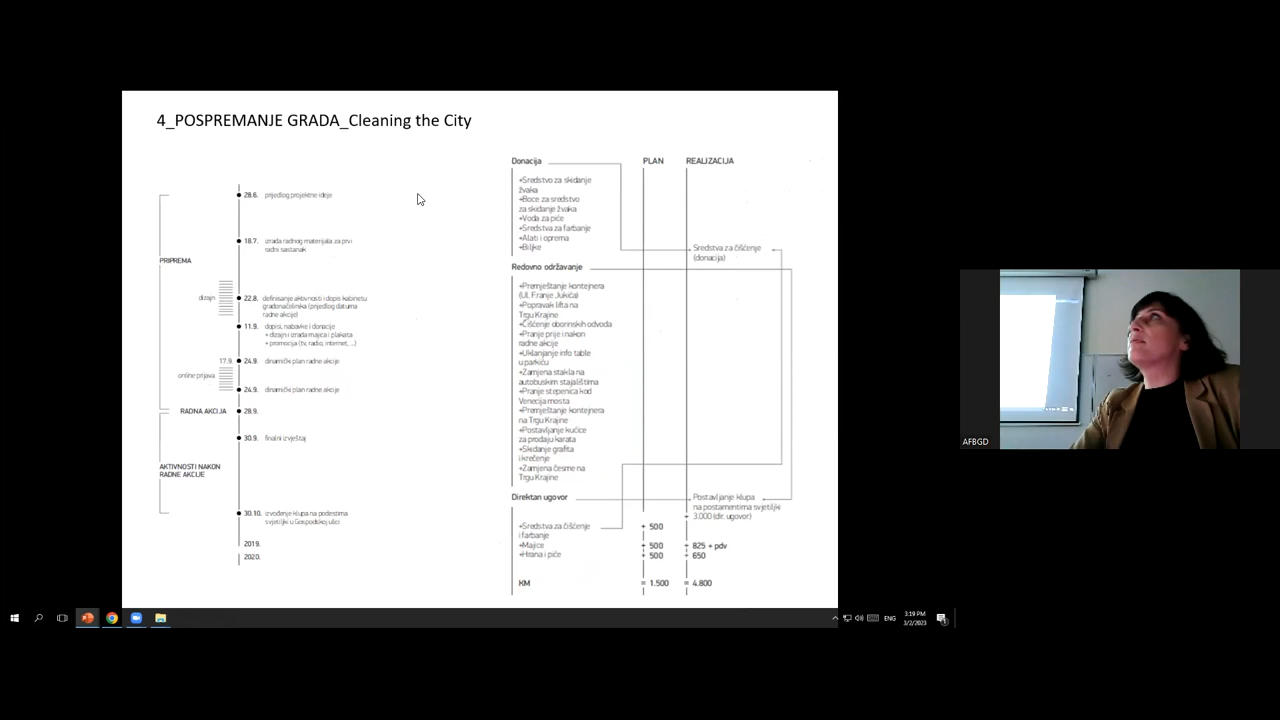 4_POSPREMANJE GRADA_Cleaning the City
28.6. prijedlog projektne ideje
18.7. izrada radnog materijala za prvi
radni sastanak
PRIPREMA
dizajn
22.8. definisanje aktivnosti i dopis kabinetu
gradonačelnika (prijedlog datuma
radne akcije)
11.9. dopisi, nabavke i donacije
+ dizajn i izrada majica i plakata
+ promocija (tv, radio, internet, ...)
17.9.
24.9. dinamički plan radne akcije
online prijava
24.9. dinamički plan radne akcije
RADNA AKCIJA
28.9.
30.9. finalni izvještaj
AKTIVNOSTI NAKON
RADNE AKCIJE
30.10. izvođenje klupa na podestima
svjetiljki u Gospodskoj ulici
2019.
2020.
Donacija
+Sredstvo za skidanje
žvaka
+Boce za sredstvo
za skidanje žvaka
+Voda za piće
+Sredstva za farbanje
+Alati i oprema
+Biljke
Redovno održavanje
+Premještanje kontejnera
(Ul. Franje Jukića)
+Popravak lifta na
Trgu Krajine
+Čišćenje oborinskih odvoda
+Pranje prije i nakon
radne akcije
+Uklanjanje info table
u parkiću
+Zamjena stakla na
autobuskim stajalištima
+Pranje stepenica kod
Venecija mosta
+Premještanje kontejnera
na Trgu Krajine
+Postavljanje kućice
za prodaju karata
+Skidanje grafita
i krečenje
+Zamjena česme na
Trgu Krajine
Direktan ugovor
+Sredstva za čišćenje
i farbanje
+Majice
+Hrana i piće
KM
PLAN
+ 500
+ 500
+ 500
= 1.500
REALIZACIJA
Sredstva za čišćenje
(donacija)
Postavljanje klupa
na postamentima svjetiljki
+ 3.000 (dir. ugovor)
+ 825 + pdv
+ 650
= 4.800
AFBGD
ENG
3:19 PM
3/2/2023